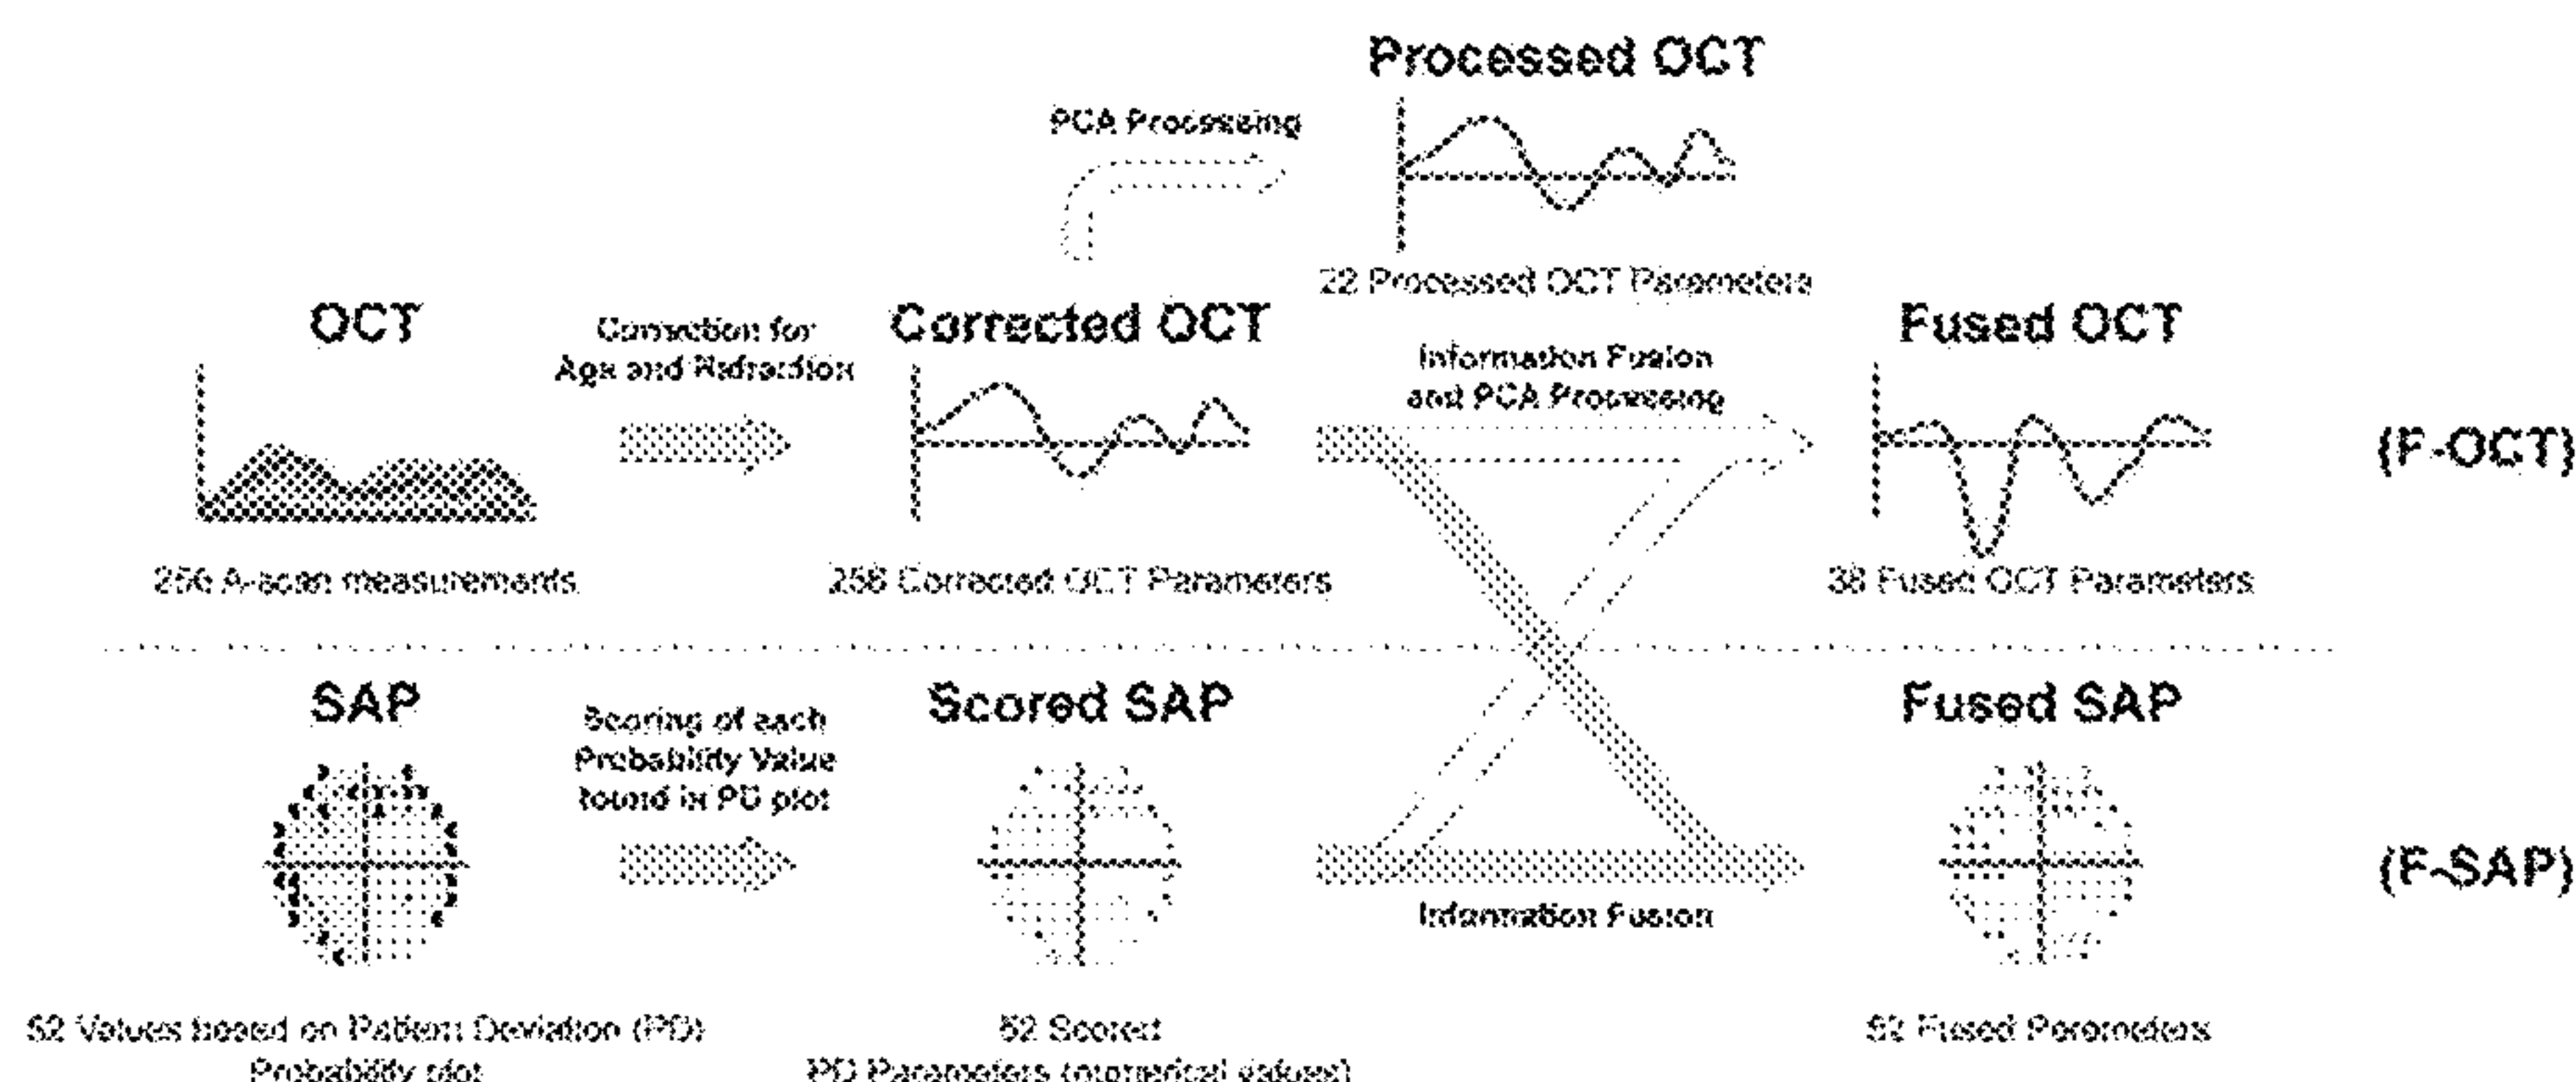 Processed OCT
PCA Processing
22 Processed OCT Parameters
OCT
Correction for
Age and Refraction
Corrected OCT
Information Fusion
and PCA Processing
Fused OCT
(F-OCT)
256 A-scan measurements
256 Corrected OCT Parameters
38 Fused OCT Parameters
SAP
Scoring of each
Probability Value
found in PD plot
Scored SAP
Fused SAP
(F-SAP)
Information Fusion
52 Values based on Pattern Deviation (PD)
Probability plot
52 Scored
PD Parameters (numerical values)
52 Fused Parameters